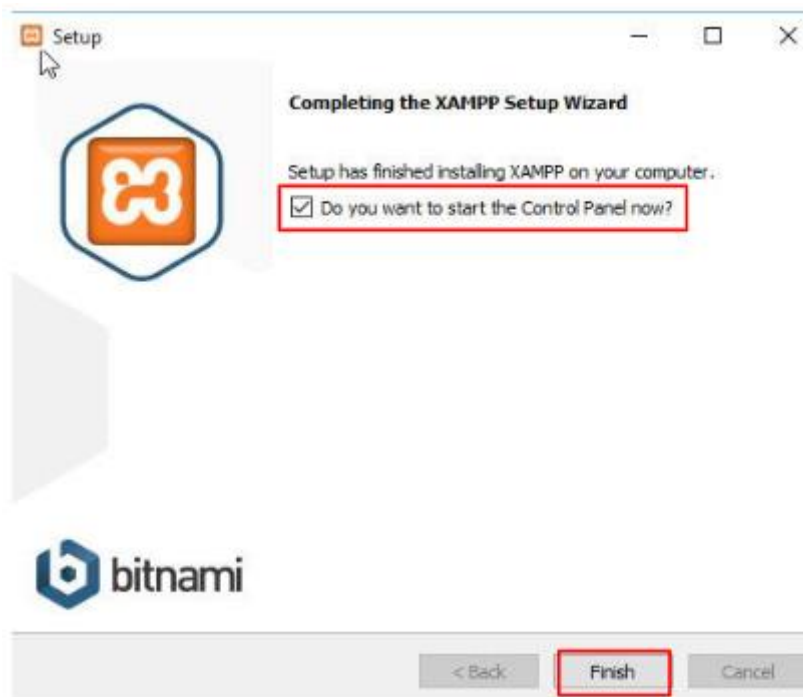 Setup
Completing the XAMPP Setup Wizard
Setup has finished installing XAMPP on your computer.
Do you want to start the Control Panel now?
bitnami
< Back Finish Cancel